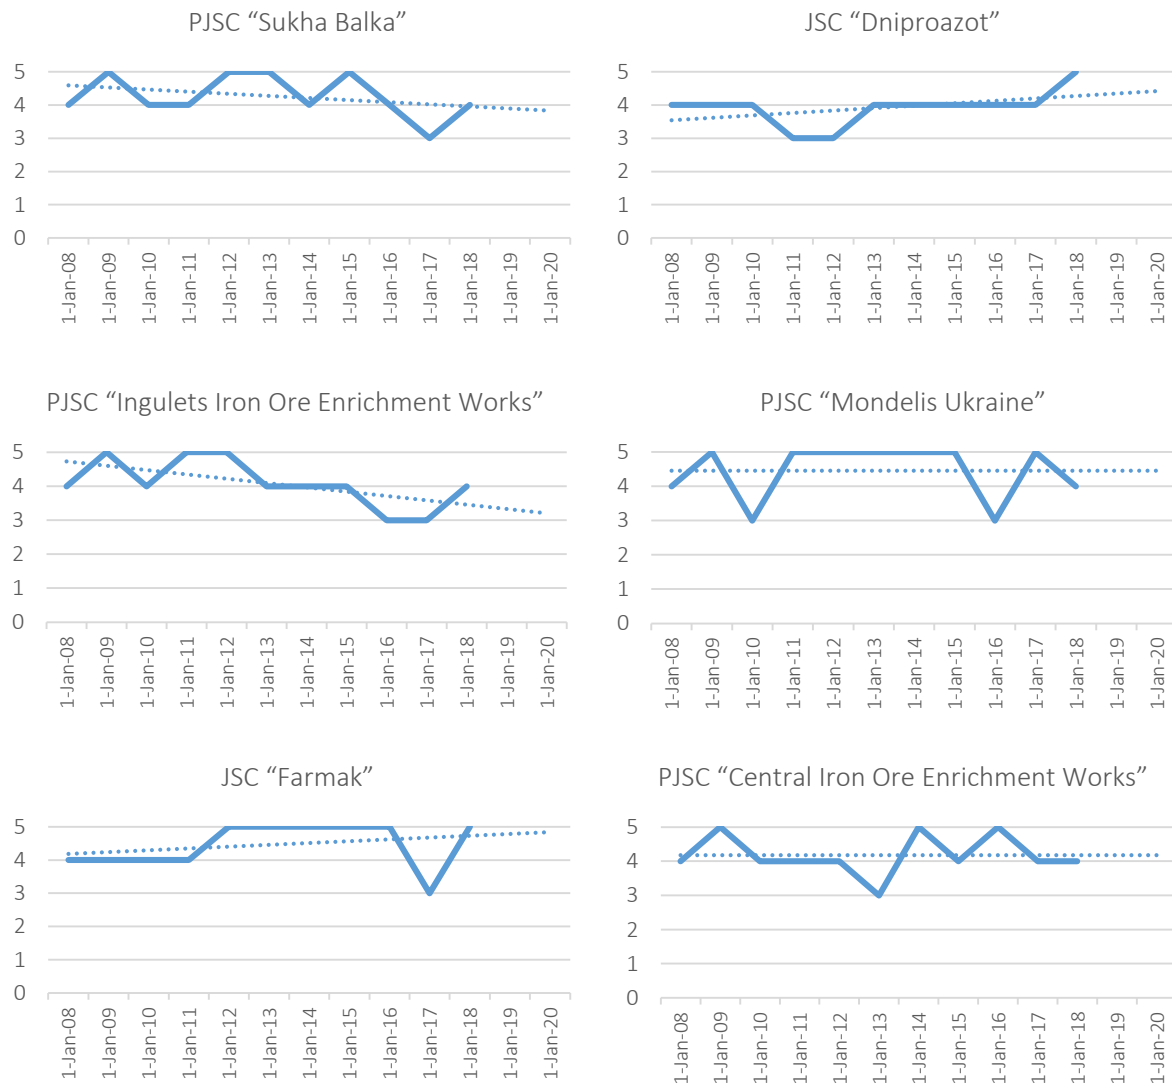 PJSC “Sukha Balka”
5
4
3
2
1
0
1-Jan-08
1-Jan-09
1-Jan-10
1-Jan-11
1-Jan-12
1-Jan-13
1-Jan-14
1-Jan-15
1-Jan-16
1-Jan-17
1-Jan-18
1-Jan-19
1-Jan-20
JSC “Dniproazot”
5
4
3
2
1
0
1-Jan-08
1-Jan-09
1-Jan-10
1-Jan-11
1-Jan-12
1-Jan-13
1-Jan-14
1-Jan-15
1-Jan-16
1-Jan-17
1-Jan-18
1-Jan-19
1-Jan-20
PJSC “Ingulets Iron Ore Enrichment Works”
5
4
3
2
1
0
1-Jan-08
1-Jan-09
1-Jan-10
1-Jan-11
1-Jan-12
1-Jan-13
1-Jan-14
1-Jan-15
1-Jan-16
1-Jan-17
1-Jan-18
1-Jan-19
1-Jan-20
PJSC “Mondelis Ukraine”
5
4
3
2
1
0
1-Jan-08
1-Jan-09
1-Jan-10
1-Jan-11
1-Jan-12
1-Jan-13
1-Jan-14
1-Jan-15
1-Jan-16
1-Jan-17
1-Jan-18
1-Jan-19
1-Jan-20
JSC “Farmak”
5
4
3
2
1
0
1-Jan-08
1-Jan-09
1-Jan-10
1-Jan-11
1-Jan-12
1-Jan-13
1-Jan-14
1-Jan-15
1-Jan-16
1-Jan-17
1-Jan-18
1-Jan-19
1-Jan-20
PJSC “Central Iron Ore Enrichment Works”
5
4
3
2
1
0
1-Jan-08
1-Jan-09
1-Jan-10
1-Jan-11
1-Jan-12
1-Jan-13
1-Jan-14
1-Jan-15
1-Jan-16
1-Jan-17
1-Jan-18
1-Jan-19
1-Jan-20